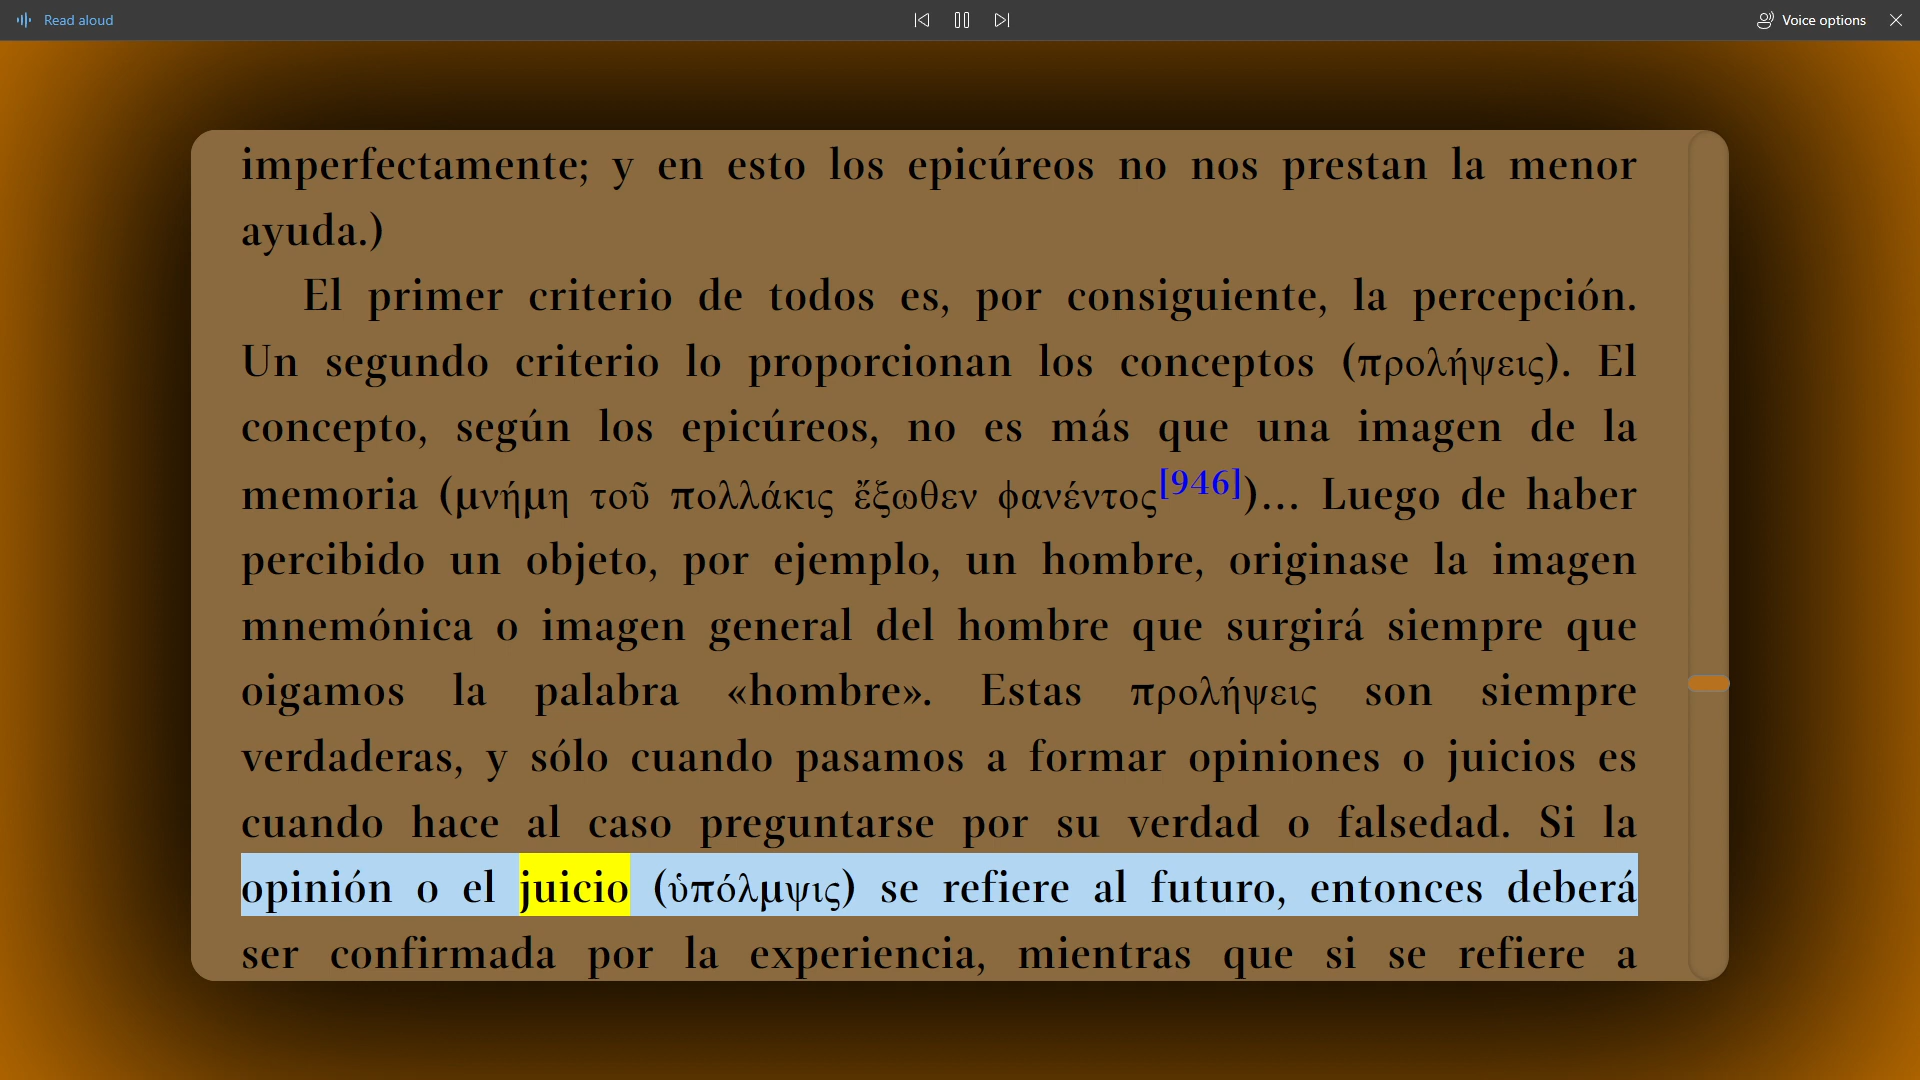 Read aloud
Voice options
imperfectamente; y en esto los epicúreos no nos prestan la menor
ayuda.)
El primer criterio de todos es, por consiguiente, la percepción.
Un segundo criterio lo proporcionan los conceptos (προλήψεις). El
concepto, según los epicúreos, no es más que una imagen de la
memoria (μνήμη τοῦ πολλάκις ἔξωθεν φανέντος[946])... Luego de haber
percibido un objeto, por ejemplo, un hombre, originase la imagen
mnemónica o imagen general del hombre que surgirá siempre que
oigamos la palabra «hombre». Estas προλήψεις son siempre
verdaderas, y sólo cuando pasamos a formar opiniones o juicios es
cuando hace al caso preguntarse por su verdad o falsedad. Si la
opinión o el juicio (ὑπόλμψις) se refiere al futuro, entonces deberá
ser confirmada por la experiencia, mientras que si se refiere a